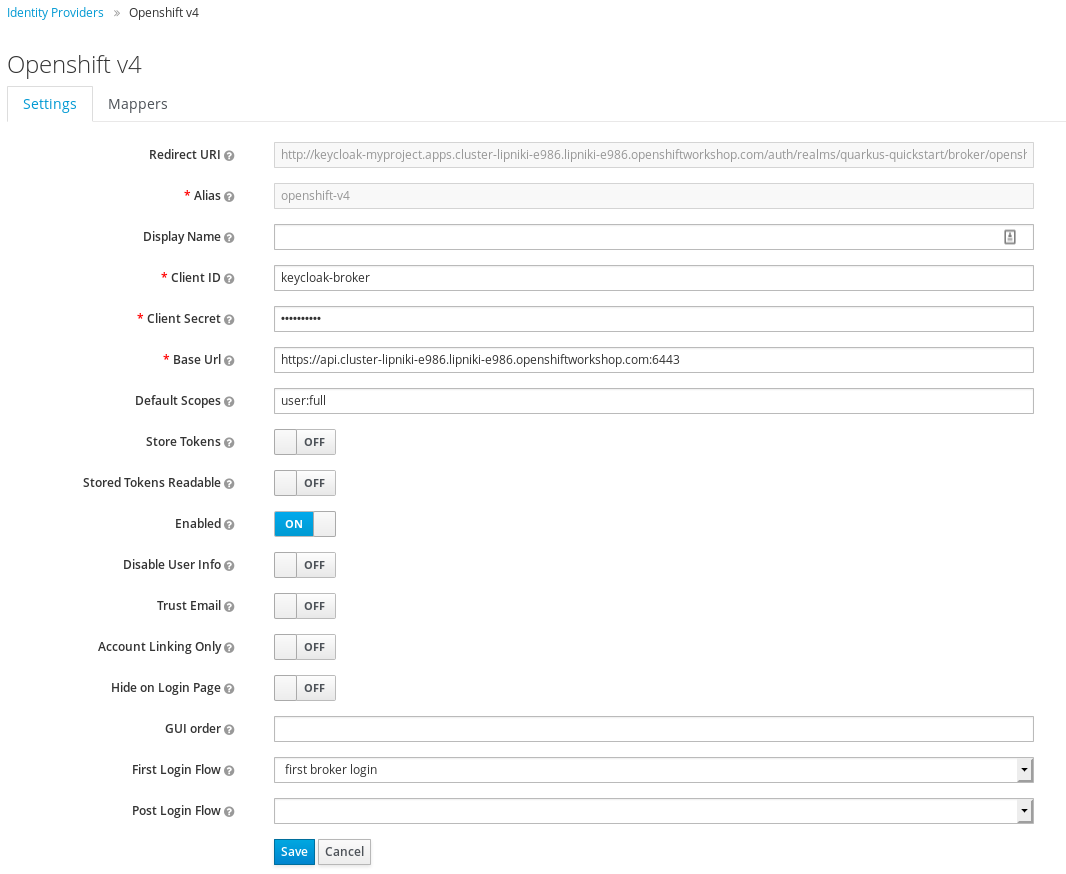 Identity Providers » Openshift v4
Openshift v4
Settings Mappers
Redirect URI http://keycloak-myproject.apps.cluster-lipniki-e986.lipniki-e986.openshiftworkshop.com/auth/realms/quarkus-quickstart/broker/opensh
* Alias openshift-v4
Display Name
* Client ID keycloak-broker
* Client Secret ••••••••••
* Base Url https://api.cluster-lipniki-e986.lipniki-e986.openshiftworkshop.com:6443
Default Scopes user:full
Store Tokens OFF
Stored Tokens Readable OFF
Enabled ON
Disable User Info OFF
Trust Email OFF
Account Linking Only OFF
Hide on Login Page OFF
GUI order
First Login Flow first broker login
Post Login Flow
Save Cancel